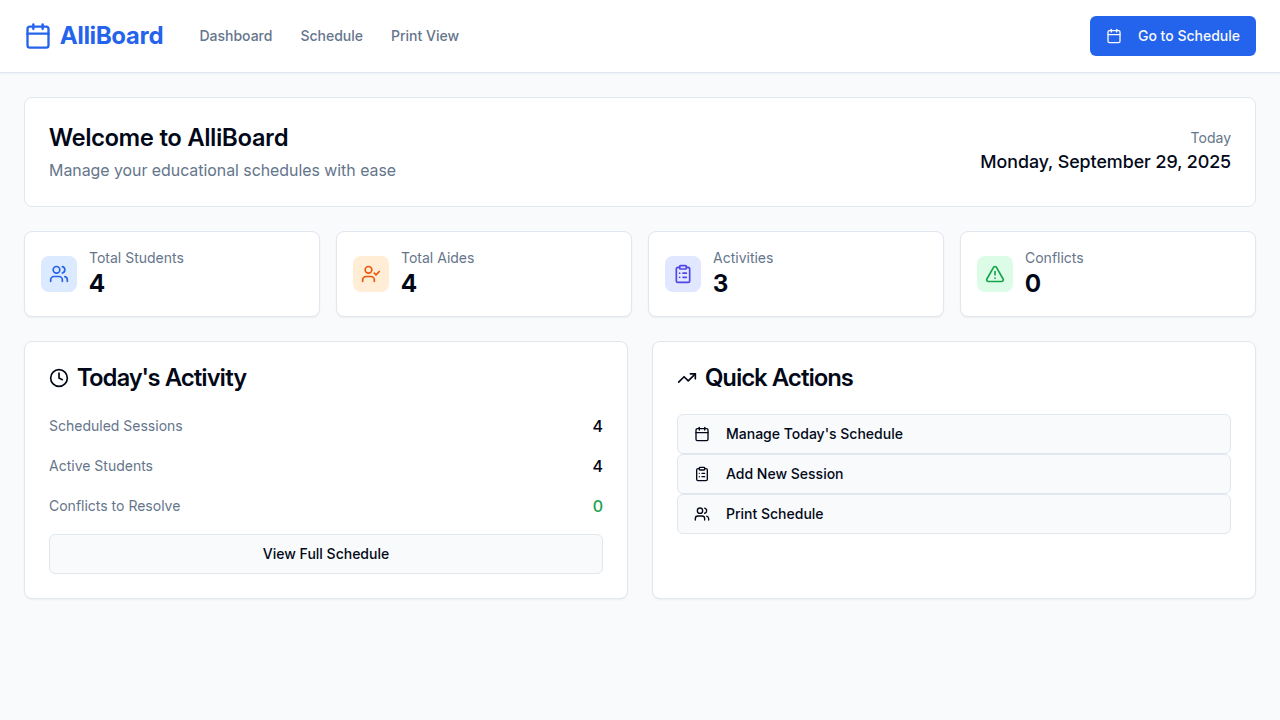 AlliBoard
Dashboard
Schedule
Print View
Go to Schedule
Welcome to AlliBoard
Manage your educational schedules with ease
Today
Monday, September 29, 2025
Total Students
4
Total Aides
4
Activities
3
Conflicts
0
Today's Activity
Scheduled Sessions 4
Active Students 4
Conflicts to Resolve 0
View Full Schedule
Quick Actions
Manage Today's Schedule
Add New Session
Print Schedule